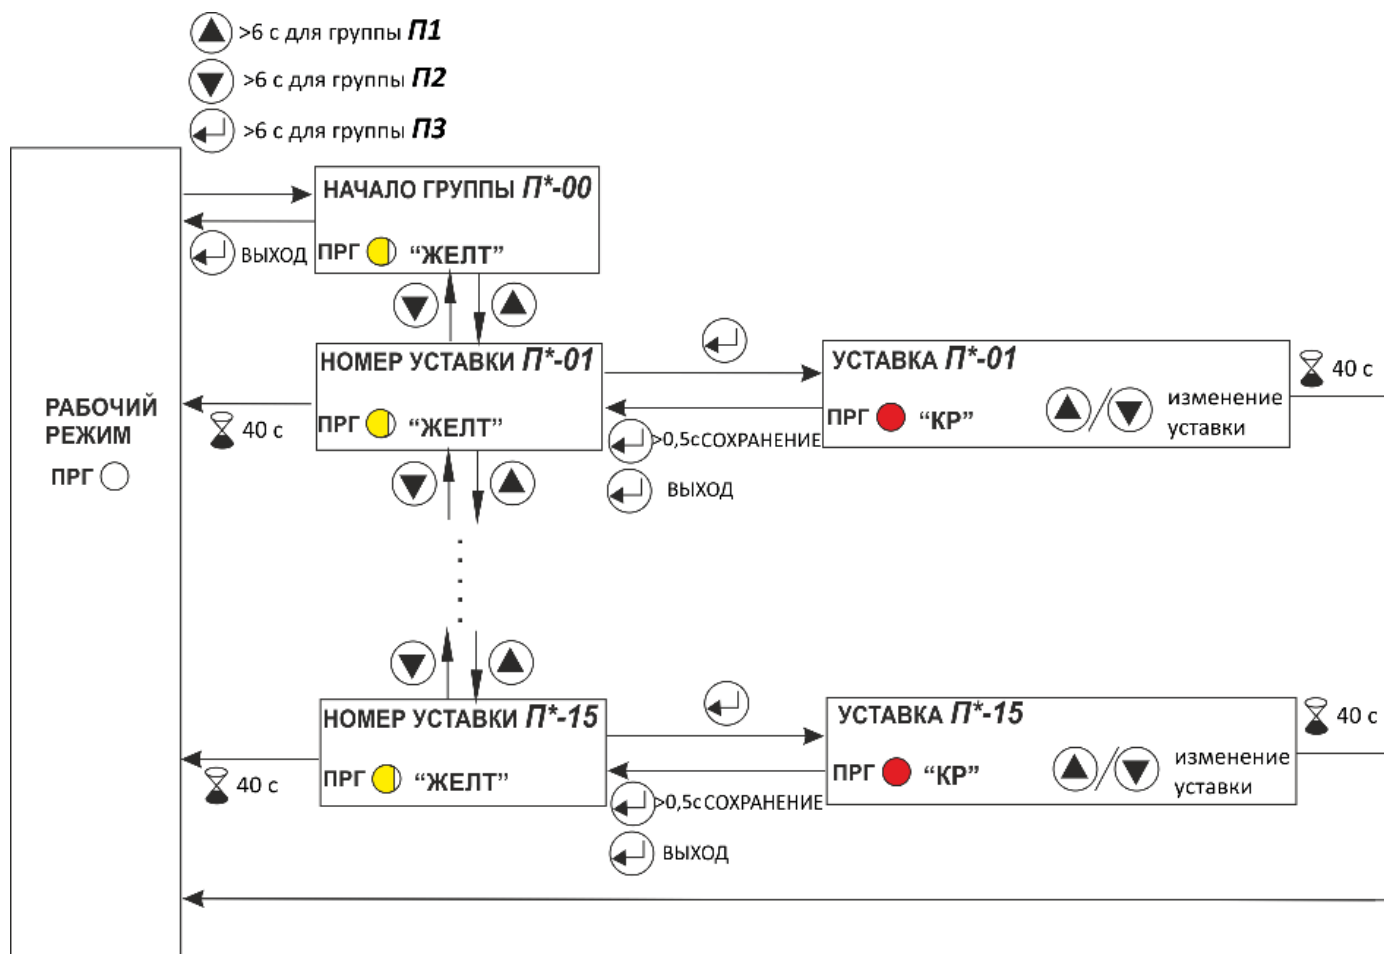 >6 с для группы П1
>6 с для группы П2
>6 с для группы П3
НАЧАЛО ГРУППЫ П*-00
ПРГ "ЖЕЛТ"
ВЫХОД
НОМЕР УСТАВКИ П*-01
ПРГ "ЖЕЛТ"
УСТАВКА П*-01
ПРГ "КР"
изменение
уставки
40 с
РАБОЧИЙ
РЕЖИМ
ПРГ
40 с
>0,5с СОХРАНЕНИЕ
ВЫХОД
НОМЕР УСТАВКИ П*-15
ПРГ "ЖЕЛТ"
УСТАВКА П*-15
ПРГ "КР"
изменение
уставки
40 с
40 с
>0,5с СОХРАНЕНИЕ
ВЫХОД